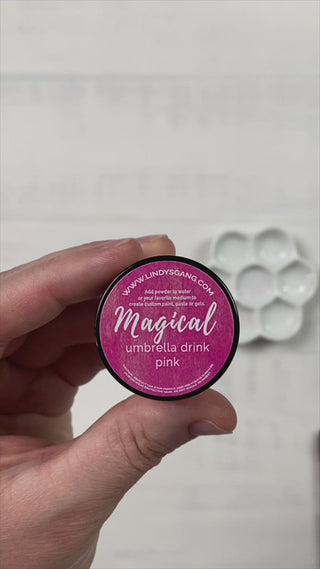 WWW.LINDYSGANG.COM
Add powder to water
or your favorite medium to
create custom paint, paste or gels.
Magical
umbrella drink
pink